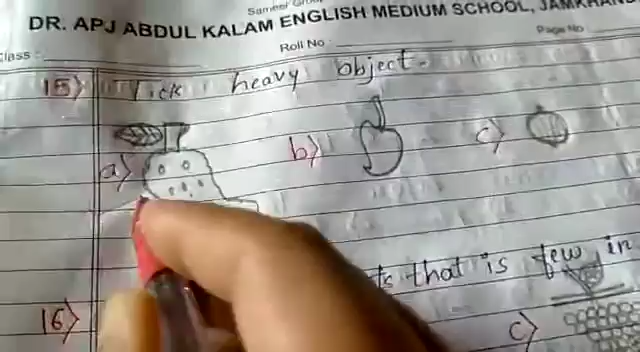 Sameer
DR. APJ ABDUL KALAM ENGLISH MEDIUM SCHOOL,
Class: Roll No: Page No
15) Tick heavy object.
a) b) c)
that is few in
16) c)